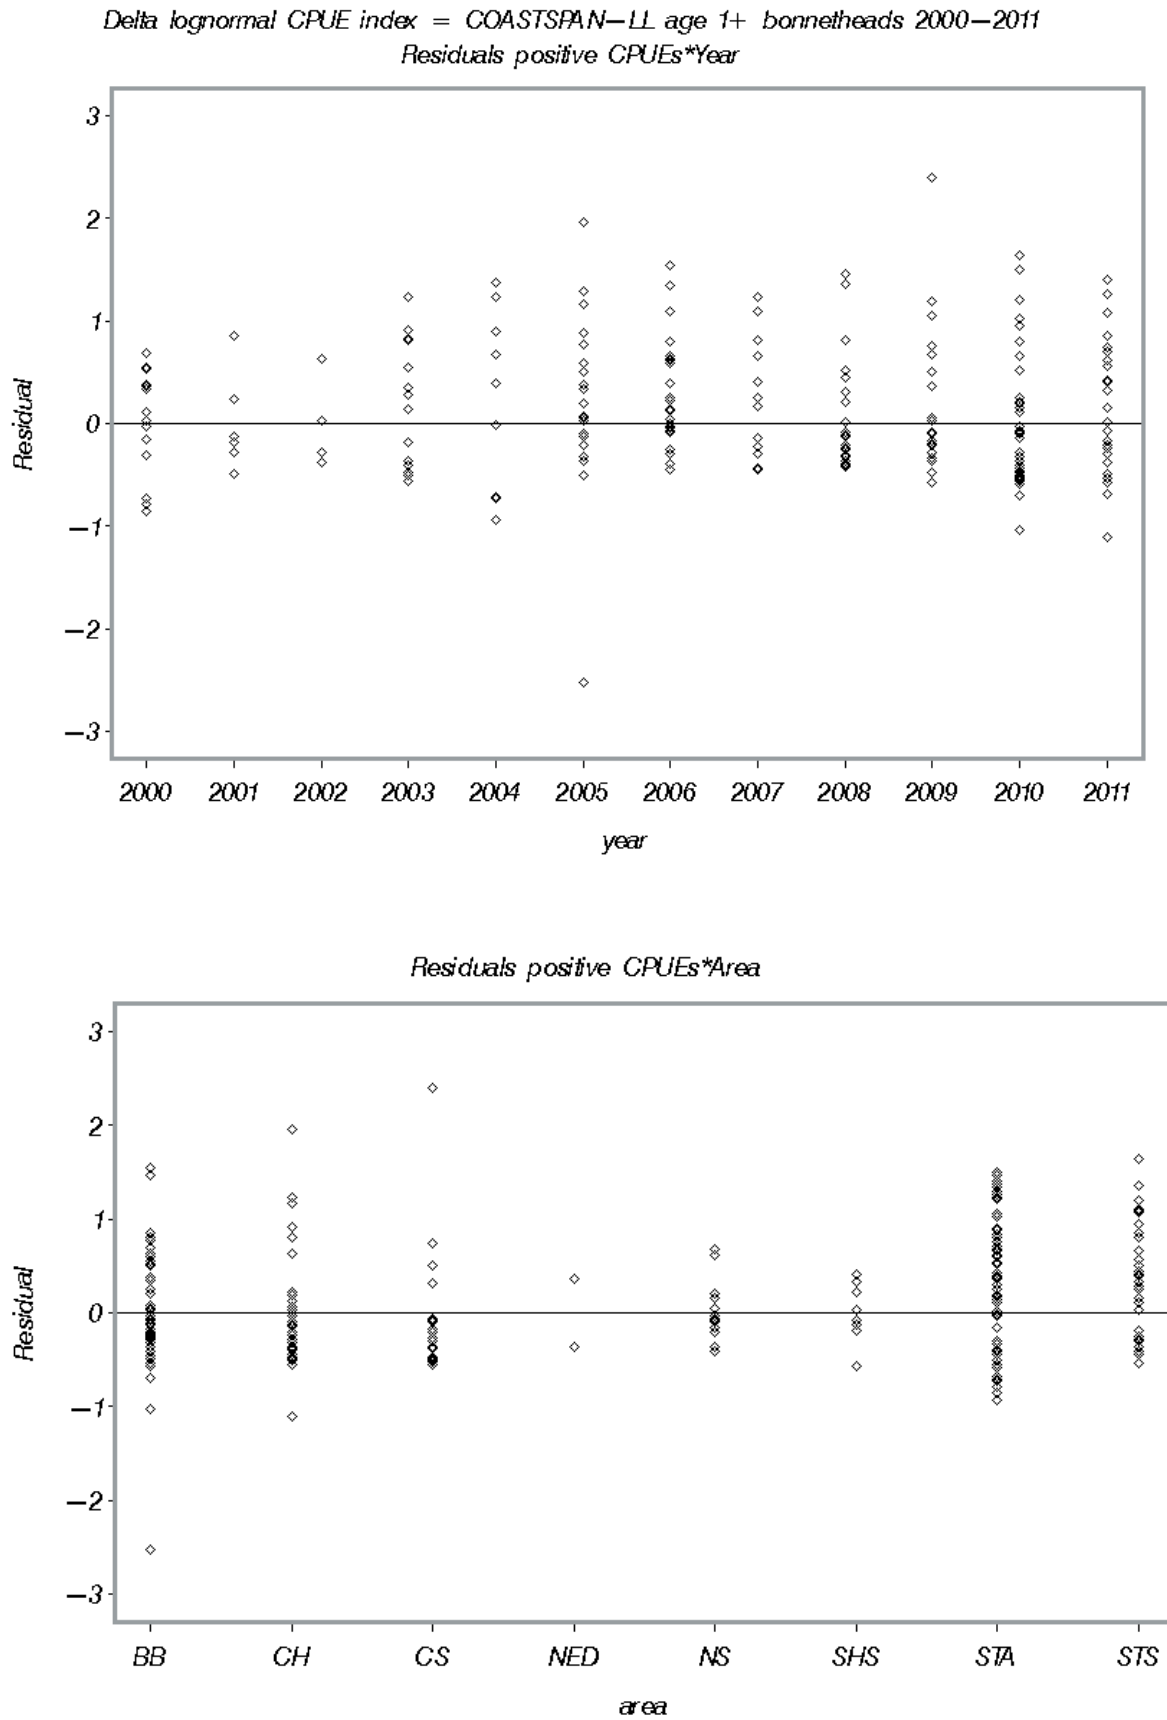 Delta lognormal CPUE index = COASTSPAN−LL age 1+ bonnetheads 2000−2011
Residuals positive CPUEs*Year
3
2
1
0
−1
−2
−3
Residual
2000 2001 2002 2003 2004 2005 2006 2007 2008 2009 2010 2011
year
Residuals positive CPUEs*Area
3
2
1
0
−1
−2
−3
Residual
BB CH CS NED NS SHS STA STS
area